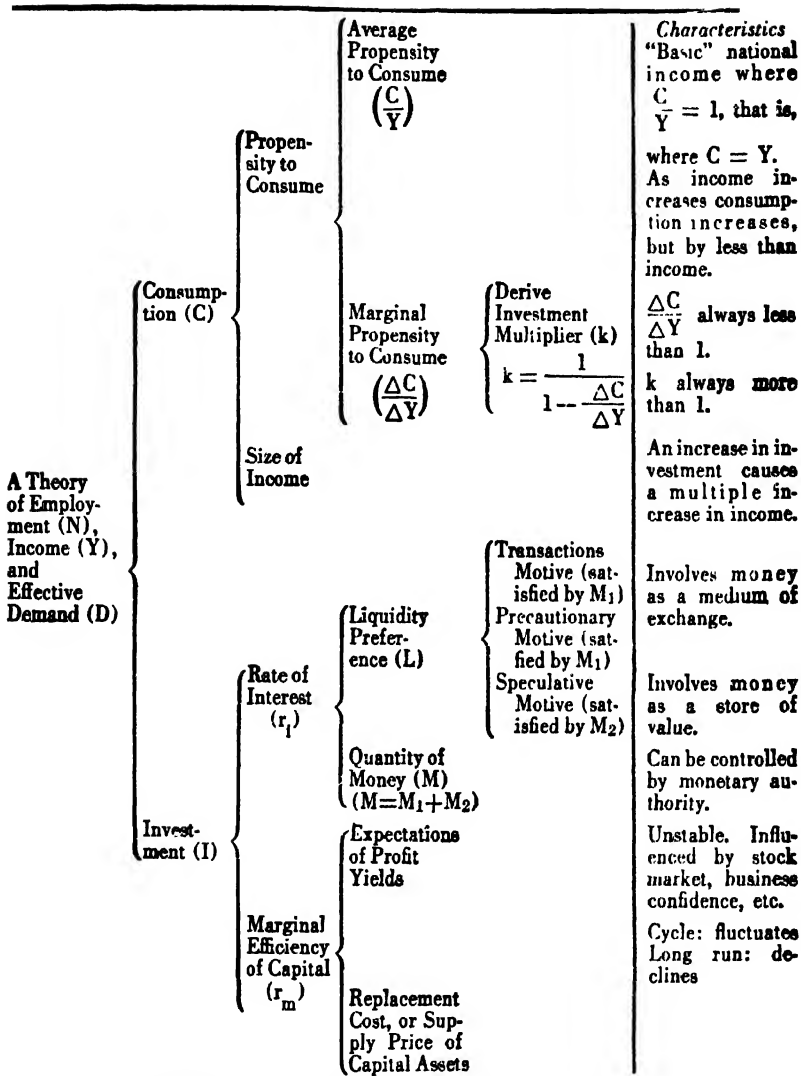 Average
Propensity
to Consume
(C/Y)
Propen-
sity to
Consume
Consump-
tion (C)
Marginal
Propensity
to Consume
(ΔC/ΔY)
Derive
Investment
Multiplier (k)
k = 1/(1--ΔC/ΔY)
Size of
Income
A Theory
of Employ-
ment (N),
Income (Y),
and
Effective
Demand (D)
Transactions
Motive (sat-
isfied by M₁)
Precautionary
Motive (sat-
fied by M₁)
Speculative
Motive (sat-
isfied by M₂)
Liquidity
Prefer-
ence (L)
Rate of
Interest
(r_i)
Quantity of
Money (M)
(M=M₁+M₂)
Invest-
ment (I)
Expectations
of Profit
Yields
Marginal
Efficiency
of Capital
(r_m)
Replacement
Cost, or Sup-
ply Price of
Capital Assets
Characteristics
"Basic" national
income where
C/Y = 1, that is,
where C = Y.
As income in-
creases consump-
tion increases,
but by less than
income.
ΔC/ΔY always less
than 1.
k always more
than 1.
An increase in in-
vestment causes
a multiple in-
crease in income.
Involves money
as a medium of
exchange.
Involves money
as a store of
value.
Can be controlled
by monetary au-
thority.
Unstable. Influ-
enced by stock
market, business
confidence, etc.
Cycle: fluctuates
Long run: de-
clines